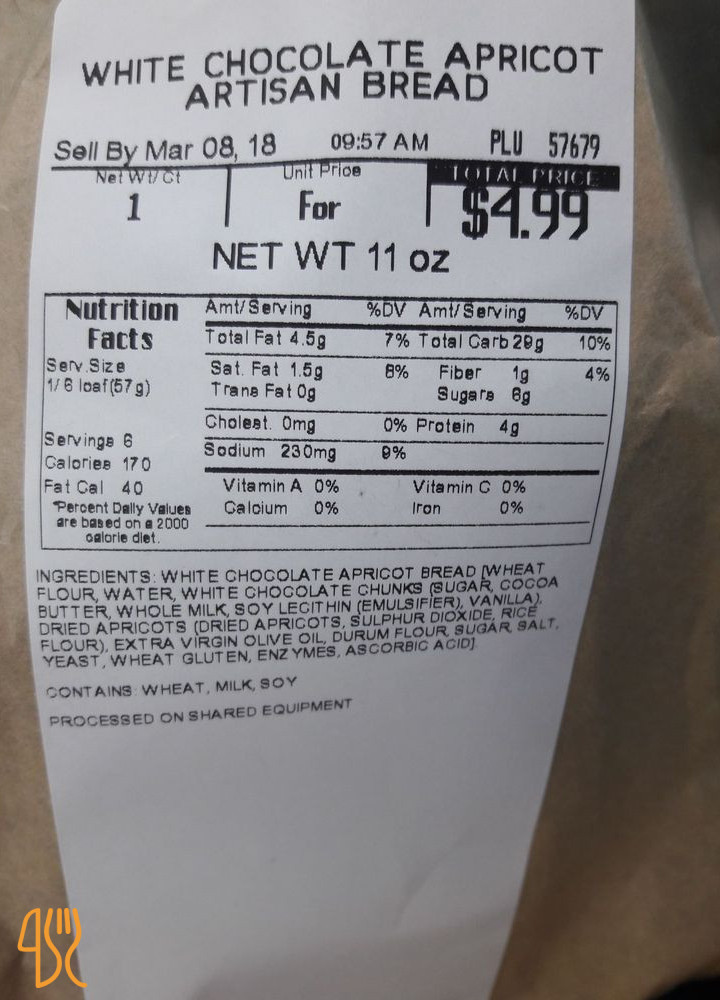 WHITE CHOCOLATE APRICOT
ARTISAN BREAD
Sell By Mar 08, 18 09:57 AM PLU 57679
Net Wt/Ct Unit Price TOTAL PRICE
1 For $4.99
NET WT 11 oz
Nutrition Facts
Serv.Size
1/6 loaf(57g)
Servings 6
Calories 170
Fat Cal 40
*Percent Daily Values
are based on a 2000
calorie diet.
Amt/Serving %DV Amt/Serving %DV
Total Fat 4.5g 7% Total Carb 29g 10%
Sat. Fat 1.5g 8% Fiber 1g 4%
Trans Fat 0g Sugars 6g
Cholest. 0mg 0% Protein 4g
Sodium 230mg 9%
Vitamin A 0% Vitamin C 0%
Calcium 0% Iron 0%
INGREDIENTS: WHITE CHOCOLATE APRICOT BREAD [WHEAT
FLOUR, WATER, WHITE CHOCOLATE CHUNKS (SUGAR, COCOA
BUTTER, WHOLE MILK, SOY LECITHIN (EMULSIFIER), VANILLA),
DRIED APRICOTS (DRIED APRICOTS, SULPHUR DIOXIDE, RICE
FLOUR), EXTRA VIRGIN OLIVE OIL, DURUM FLOUR, SUGAR, SALT,
YEAST, WHEAT GLUTEN, ENZYMES, ASCORBIC ACID]
CONTAINS: WHEAT, MILK, SOY
PROCESSED ON SHARED EQUIPMENT